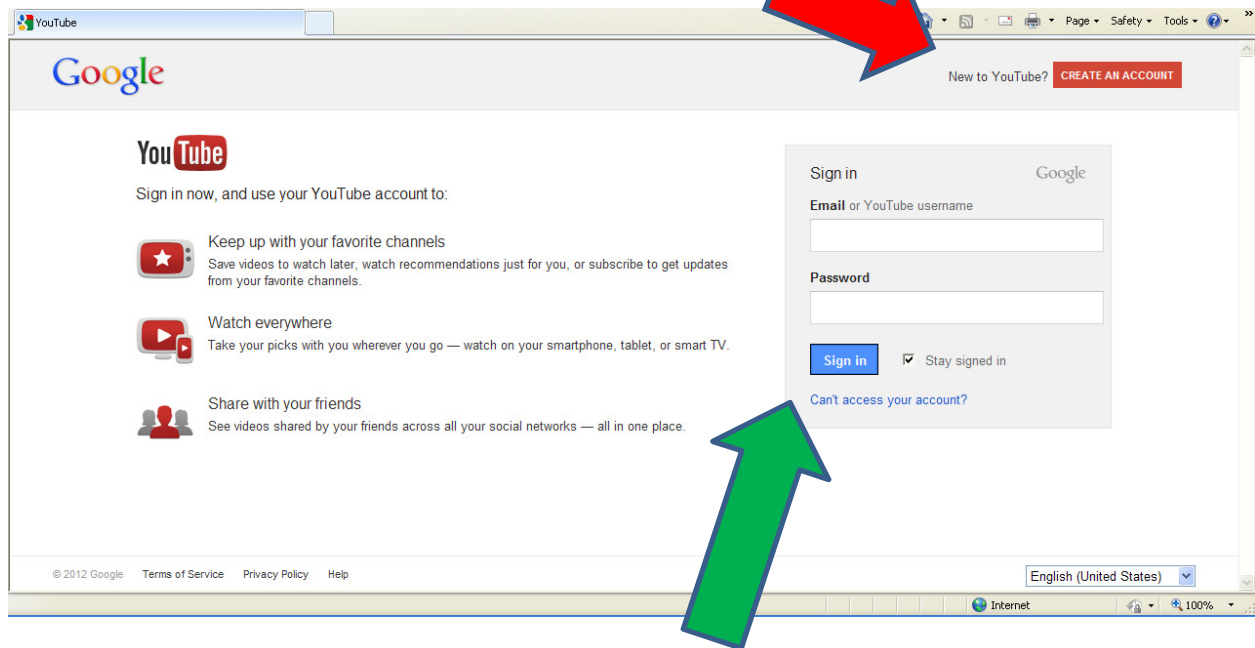 YouTube
Page Safety Tools
Google
New to YouTube? CREATE AN ACCOUNT
YouTube
Sign in now, and use your YouTube account to:
Keep up with your favorite channels
Save videos to watch later, watch recommendations just for you, or subscribe to get updates
from your favorite channels.
Watch everywhere
Take your picks with you wherever you go — watch on your smartphone, tablet, or smart TV.
Share with your friends
See videos shared by your friends across all your social networks — all in one place.
Sign in Google
Email or YouTube username
Password
Sign in Stay signed in
Can't access your account?
© 2012 Google Terms of Service Privacy Policy Help
English (United States)
Internet 100%